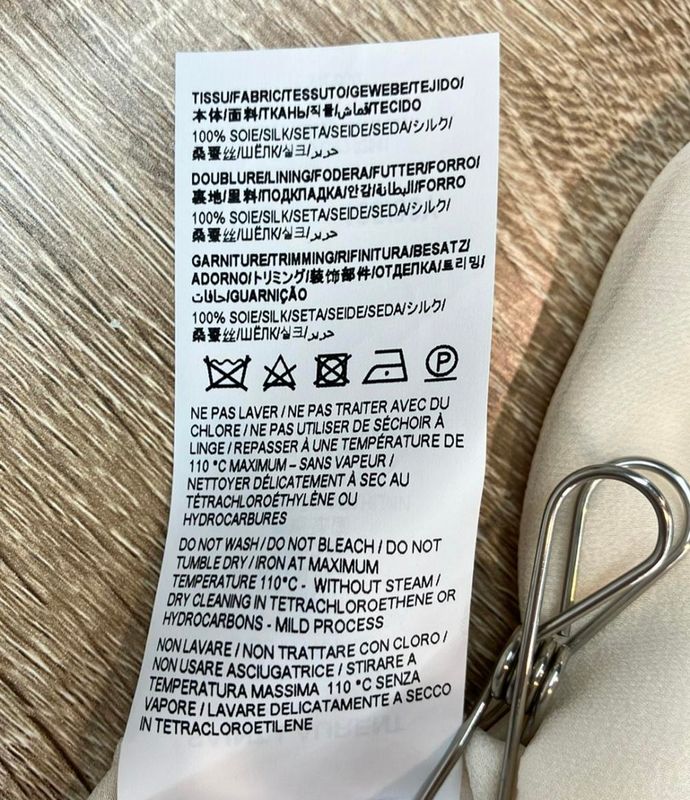 TISSU/FABRIC/TESSUTO/GEWEBE/TEJIDO/
本体/面料/ТКАНЬ/직물/قماش/TECIDO
100% SOIE/SILK/SETA/SEIDE/SEDA/シルク/
桑蚕丝/ШЁЛК/실크/حرير
DOUBLURE/LINING/FODERA/FUTTER/FORRO/
裏地/里料/ПОДКЛАДКА/안감/البطانة/FORRO
100% SOIE/SILK/SETA/SEIDE/SEDA/シルク/
桑蚕丝/ШЁЛК/실크/حرير
GARNITURE/TRIMMING/RIFINITURA/BESATZ/
ADORNO/トリミング/装饰部件/ОТДЕЛКА/트리밍/
حافات/GUARNIÇÃO
100% SOIE/SILK/SETA/SEIDE/SEDA/シルク/
桑蚕丝/ШЁЛК/실크/حرير
P
NE PAS LAVER / NE PAS TRAITER AVEC DU
CHLORE / NE PAS UTILISER DE SÉCHOIR À
LINGE / REPASSER À UNE TEMPÉRATURE DE
110 °C MAXIMUM – SANS VAPEUR /
NETTOYER DÉLICATEMENT À SEC AU
TÉTRACHLOROÉTHYLÈNE OU
HYDROCARBURES
DO NOT WASH / DO NOT BLEACH / DO NOT
TUMBLE DRY / IRON AT MAXIMUM
TEMPERATURE 110°C - WITHOUT STEAM /
DRY CLEANING IN TETRACHLOROETHENE OR
HYDROCARBONS - MILD PROCESS
NON LAVARE / NON TRATTARE CON CLORO /
NON USARE ASCIUGATRICE / STIRARE A
TEMPERATURA MASSIMA 110 °C SENZA
VAPORE / LAVARE DELICATAMENTE A SECCO
IN TETRACLOROETILENE